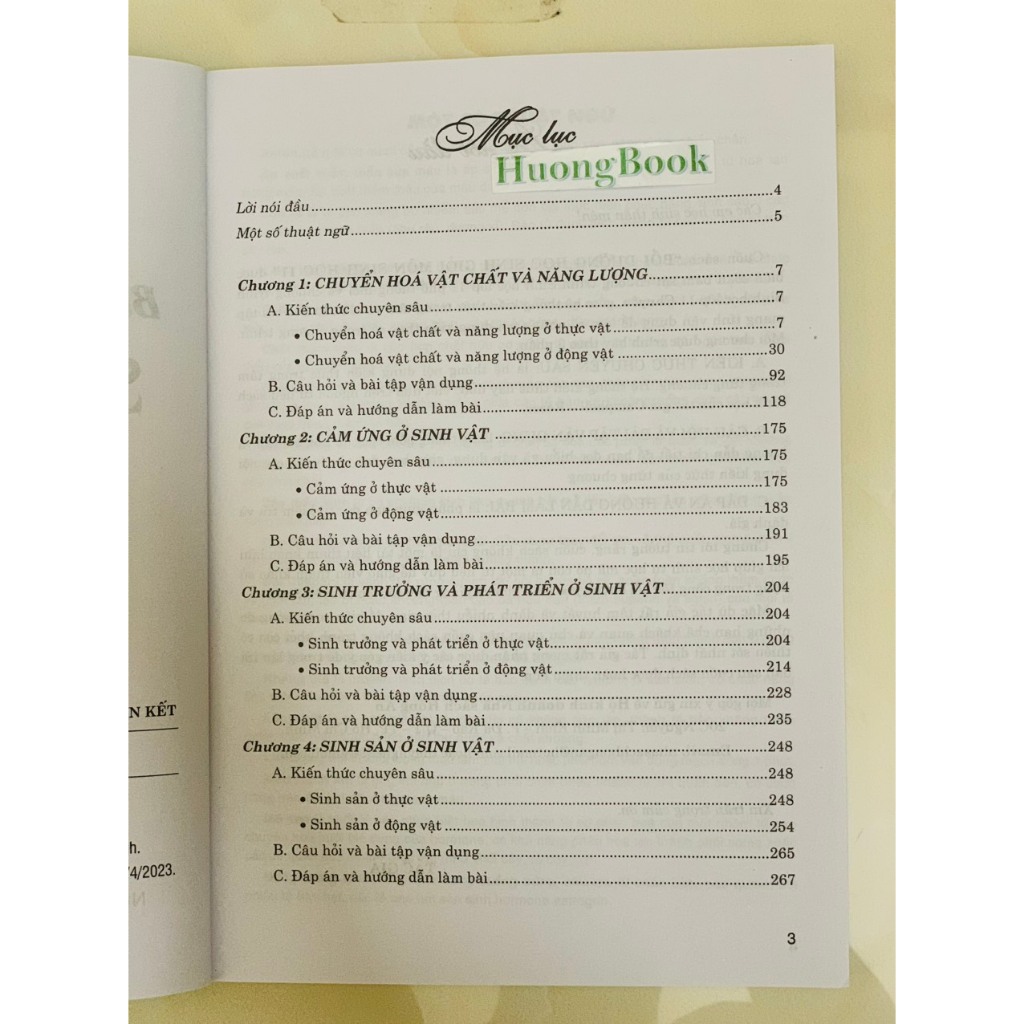 Mục lục
HuongBook
Lời nói đầu........4
Một số thuật ngữ........5
Chương 1: CHUYỂN HOÁ VẬT CHẤT VÀ NĂNG LƯỢNG........7
A. Kiến thức chuyên sâu........7
• Chuyển hoá vật chất và năng lượng ở thực vật........7
• Chuyển hoá vật chất và năng lượng ở động vật ........30
B. Câu hỏi và bài tập vận dụng........92
C. Đáp án và hướng dẫn làm bài........118
Chương 2: CẢM ỨNG Ở SINH VẬT ........175
A. Kiến thức chuyên sâu........175
• Cảm ứng ở thực vật ........175
• Cảm ứng ở động vật........183
B. Câu hỏi và bài tập vận dụng........191
C. Đáp án và hướng dẫn làm bài........195
Chương 3: SINH TRƯỞNG VÀ PHÁT TRIỂN Ở SINH VẬT........204
A. Kiến thức chuyên sâu........204
• Sinh trưởng và phát triển ở thực vật........204
• Sinh trưởng và phát triển ở động vật........214
B. Câu hỏi và bài tập vận dụng........228
C. Đáp án và hướng dẫn làm bài........235
Chương 4: SINH SẢN Ở SINH VẬT........248
A. Kiến thức chuyên sâu........248
• Sinh sản ở thực vật........248
• Sinh sản ở động vật ........254
B. Câu hỏi và bài tập vận dụng........265
C. Đáp án và hướng dẫn làm bài........267
3
N KẾT
h.
/4/2023.